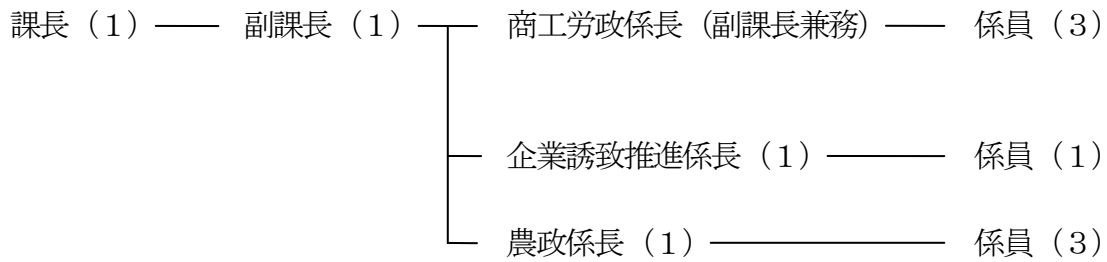 課長（１） 副課長（１） 商工労政係長（副課長兼務） 係員（３）
企業誘致推進係長（１） 係員（１）
農政係長（１） 係員（３）